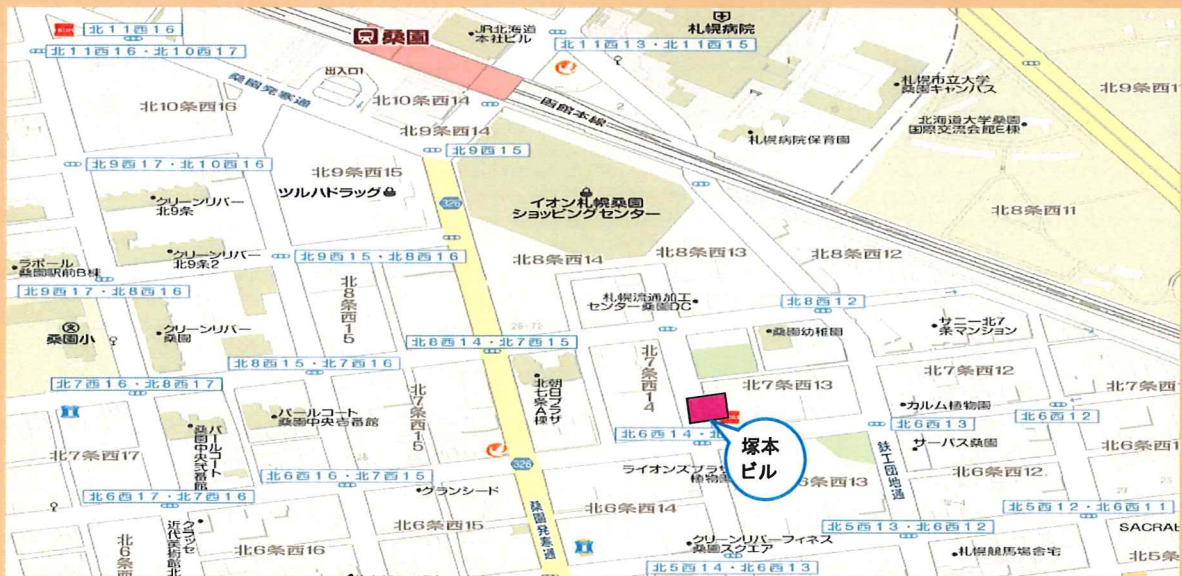 北11西16
北11西16・北10西17
桑園
JR北海道
本社ビル
北11西13・北11西15
札幌病院
出入口1
桑園発寒通
北10条西16
北10条西14
函館本線
2
札幌市立大学
桑園キャンパス
北9条西1
北海道大学桑園
国際交流会館E棟
札幌病院保育園
北9条西14
北9西15
北9西17・北10西16
北9条西15
ツルハドラッグ
326
クリーンリバー
北9条
イオン札幌桑園
ショッピングセンター
北8条西11
クリーンリバー
北9条2
北9西15・北8西16
北8条西14
北8条西13
北8条西12
ラポール
桑園駅前B棟
北9西17・北8西16
北8条西15
札幌流通加工
センター桑園DC
北8西12
桑園小
クリーンリバー
桑園
北8西14・北7西15
桑園幼稚園
サニー北7
条マンション
北8西15・北7西16
北7西16・北8西17
朝日プラザ
北七条A棟
北7条西14
北7条西13
北7条西12
北7条西
北7条西15
パールコート
桑園中央壱番館
カルム植物園
北6西12
北6西13
パールコート
桑園中央弐番館
北7条西17
北6西14・北
塚本
ビル
サーパス桑園
北6条西1
鉄工団地通
326
ライオンズプラザ
植物園
条西13
北6条西12
北6西16・北7西15
グランシード
北6西17・北7西16
北6条西14
北5西12・北6西11
北6条西15
桑園発寒通
北5西13・北6西12
SACRA
クラッセ
近代美術館北
北6条西
北6条西16
クリーンリバーフィネス
桑園スクエア
札幌競馬場合宅
北5条
北5西14・北6西13